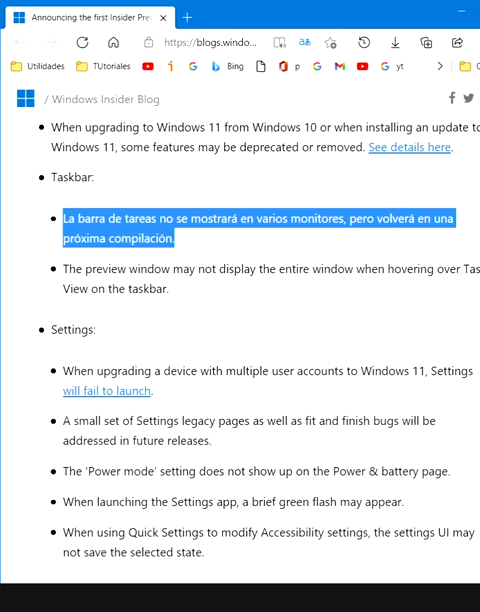 Announcing the first Insider Pre
https://blogs.windo...
Utilidades
TUtoriales
Bing
p
yt
/ Windows Insider Blog
When upgrading to Windows 11 from Windows 10 or when installing an update to
Windows 11, some features may be deprecated or removed. See details here.
Taskbar:
La barra de tareas no se mostrará en varios monitores, pero volverá en una
próxima compilación.
The preview window may not display the entire window when hovering over Tas
View on the taskbar.
Settings:
When upgrading a device with multiple user accounts to Windows 11, Settings
will fail to launch.
A small set of Settings legacy pages as well as fit and finish bugs will be
addressed in future releases.
The ‘Power mode’ setting does not show up on the Power & battery page.
When launching the Settings app, a brief green flash may appear.
When using Quick Settings to modify Accessibility settings, the settings UI may
not save the selected state.